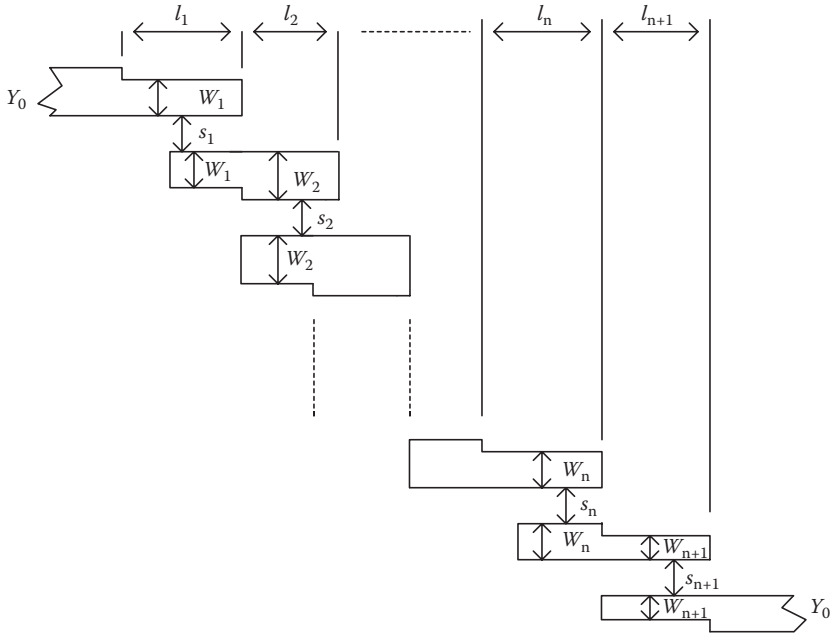 l₁ l₂ lₙ lₙ₊₁
Y₀ W₁
s₁
W₁ W₂
s₂
W₂
Wₙ
sₙ
Wₙ Wₙ₊₁
sₙ₊₁
Wₙ₊₁ Y₀